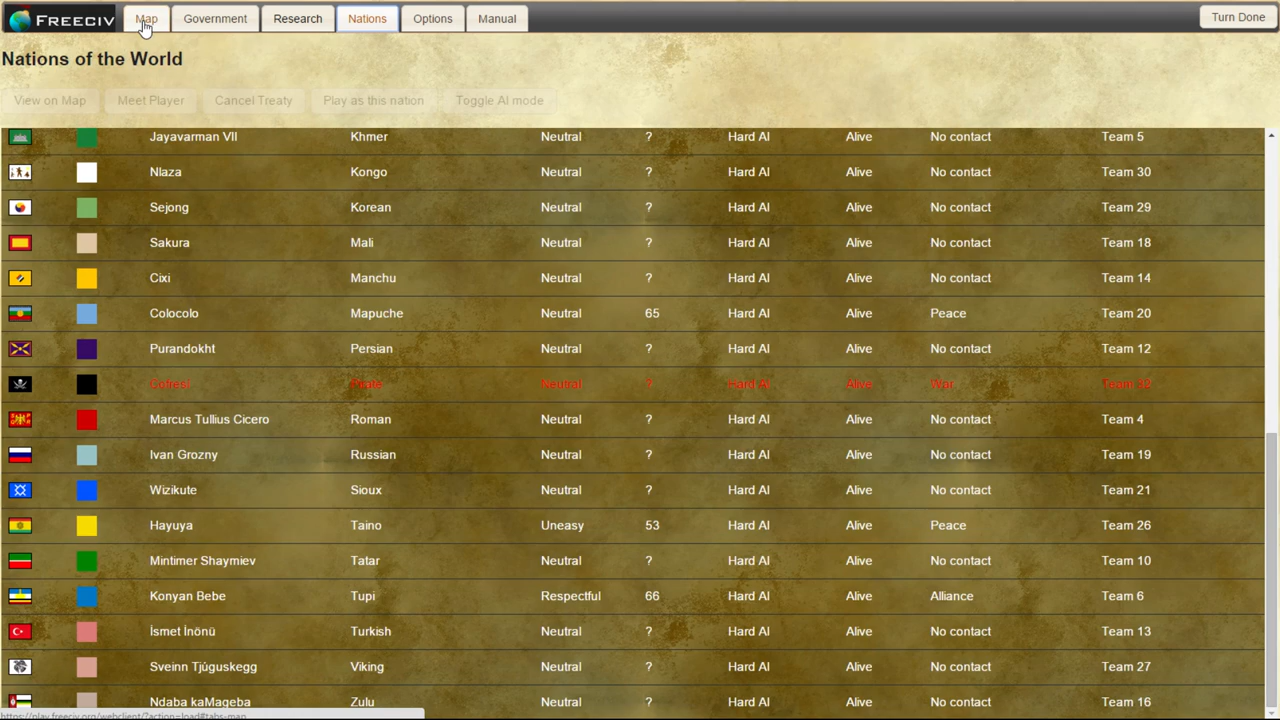 FREECIV Map Government Research Nations Options Manual Turn Done
Nations of the World
View on Map Meet Player Cancel Treaty Play as this nation Toggle AI mode
Jayavarman VII Khmer Neutral ? Hard AI Alive No contact Team 5
Nlaza Kongo Neutral ? Hard AI Alive No contact Team 30
Sejong Korean Neutral ? Hard AI Alive No contact Team 29
Sakura Mali Neutral ? Hard AI Alive No contact Team 18
Cixi Manchu Neutral ? Hard AI Alive No contact Team 14
Colocolo Mapuche Neutral 65 Hard AI Alive Peace Team 20
Purandokht Persian Neutral ? Hard AI Alive No contact Team 12
Cofresi Pirate Neutral ? Hard AI Alive War Team 32
Marcus Tullius Cicero Roman Neutral ? Hard AI Alive No contact Team 4
Ivan Grozny Russian Neutral ? Hard AI Alive No contact Team 19
Wizikute Sioux Neutral ? Hard AI Alive No contact Team 21
Hayuya Taino Uneasy 53 Hard AI Alive Peace Team 26
Mintimer Shaymiev Tatar Neutral ? Hard AI Alive No contact Team 10
Konyan Bebe Tupi Respectful 66 Hard AI Alive Alliance Team 6
İsmet İnönü Turkish Neutral ? Hard AI Alive No contact Team 13
Sveinn Tjúguskegg Viking Neutral ? Hard AI Alive No contact Team 27
Ndaba kaMageba Zulu Neutral ? Hard AI Alive No contact Team 16
https://play.freeciv.org/webclient/?action=load#tabs-map